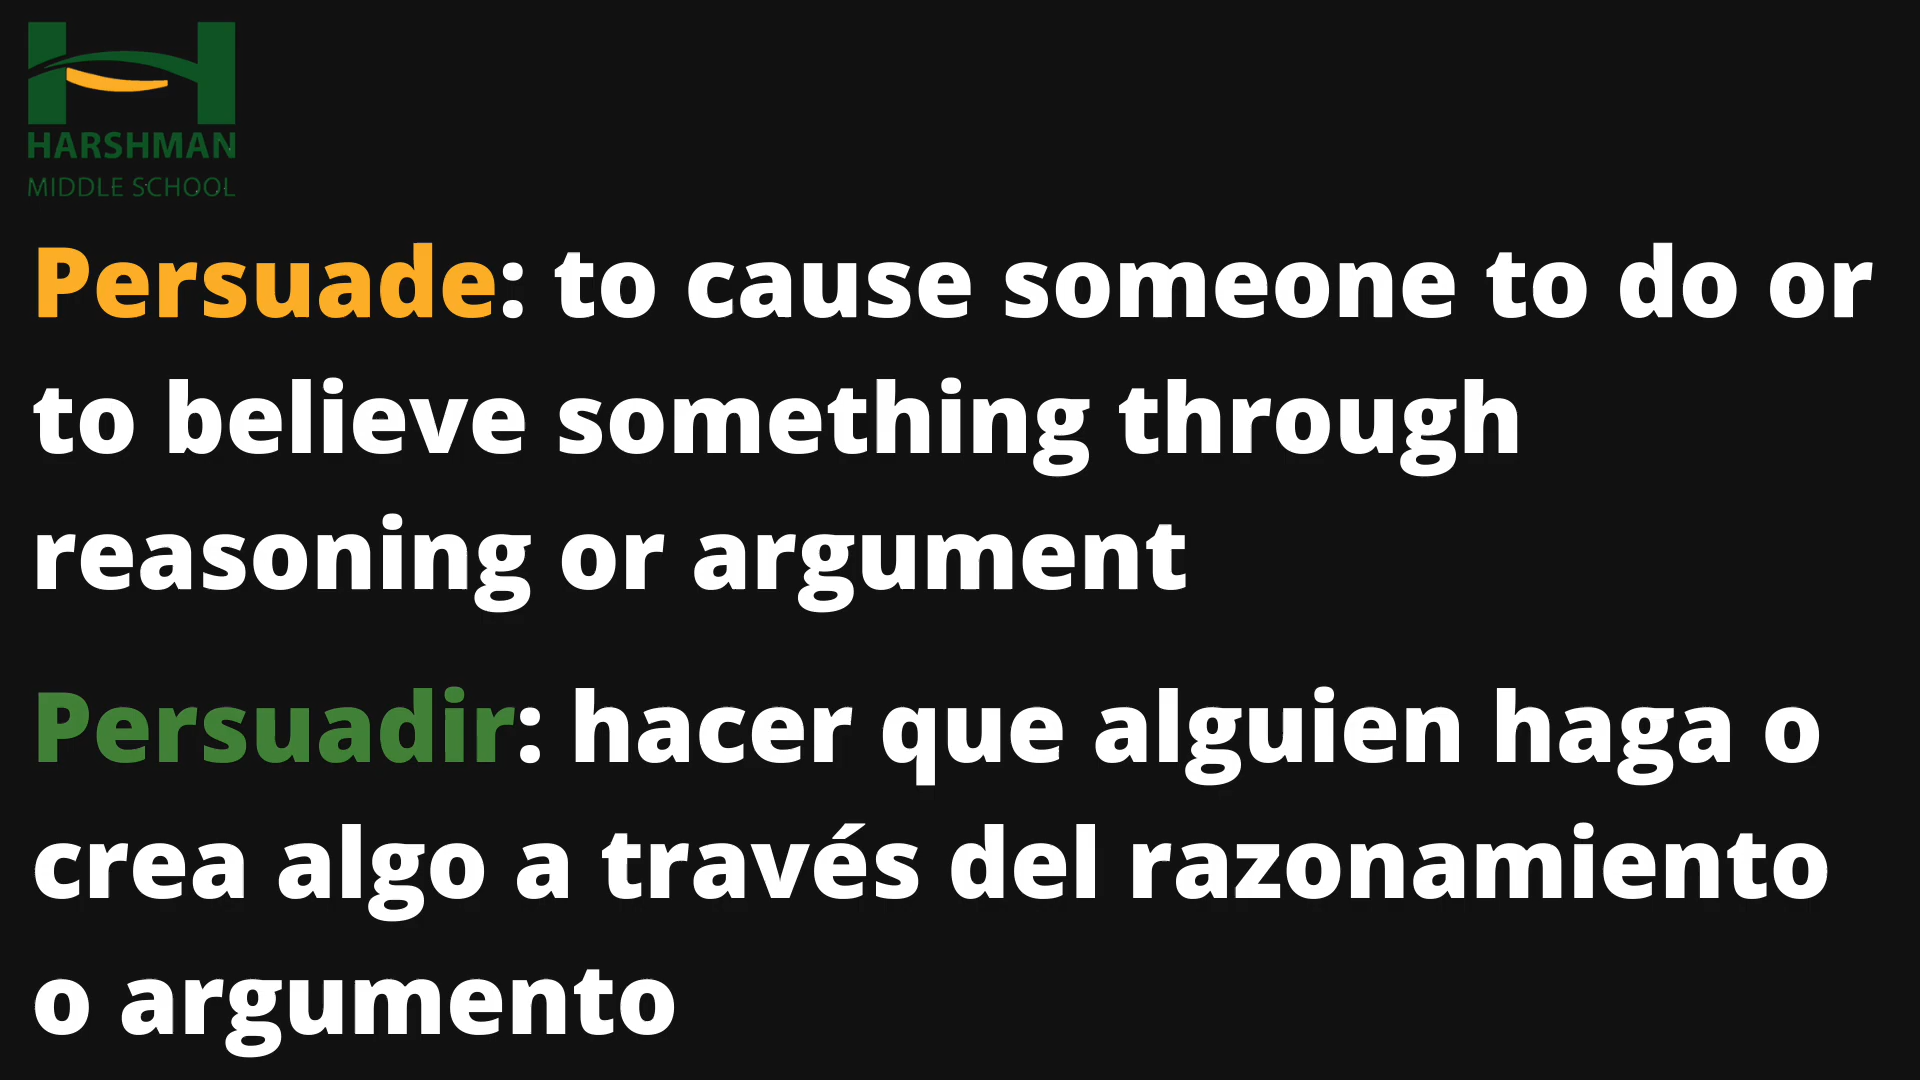 HARSHMAN
MIDDLE SCHOOL
Persuade: to cause someone to do or
to believe something through
reasoning or argument
Persuadir: hacer que alguien haga o
crea algo a través del razonamiento
o argumento